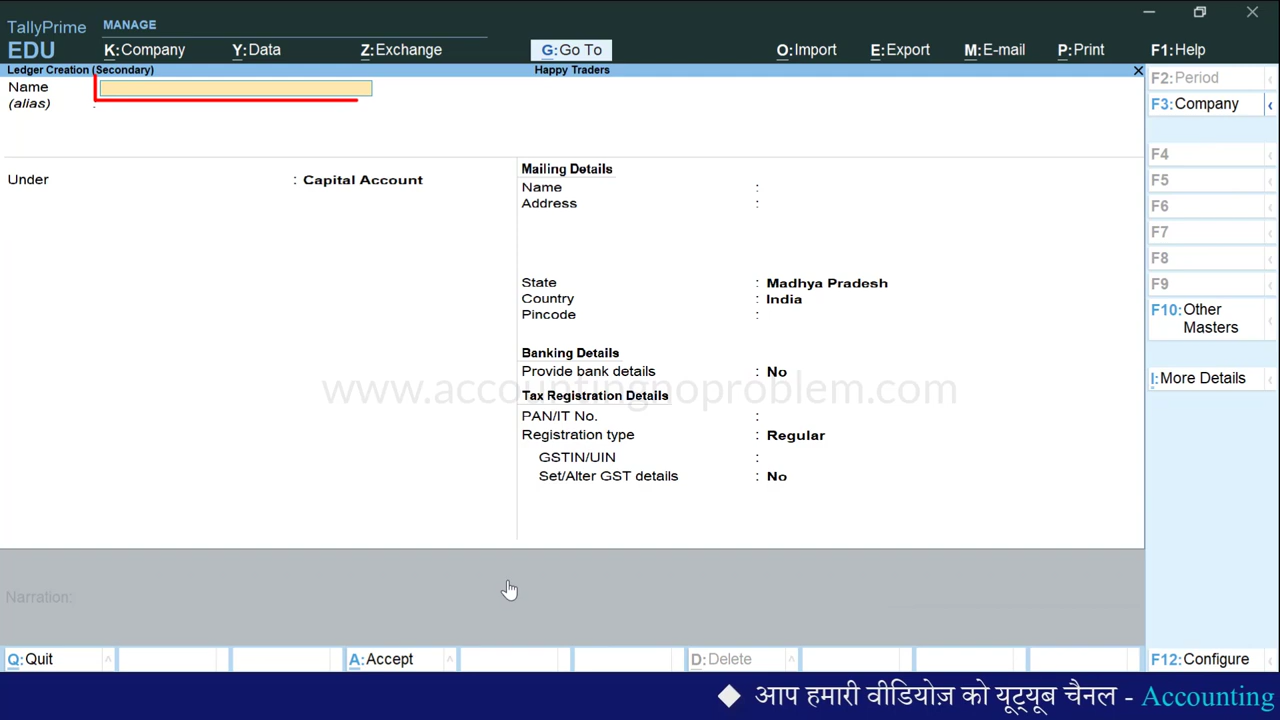 TallyPrime MANAGE
EDU K:Company Y:Data Z:Exchange G:Go To O:Import E:Export M:E-mail P:Print F1:Help
Ledger Creation (Secondary) Happy Traders
Name
(alias) :
Under : Capital Account
Mailing Details
Name :
Address :
State : Madhya Pradesh
Country : India
Pincode :
Banking Details
Provide bank details : No
www.accountingnoproblem.com
Tax Registration Details
PAN/IT No. :
Registration type : Regular
GSTIN/UIN :
Set/Alter GST details : No
F2:Period
F3:Company
F4
F5
F6
F7
F8
F9
F10:Other
Masters
I:More Details
Narration:
Q:Quit A:Accept D:Delete F12:Configure
◆ आप हमारी वीडियोज़ को यूट्यूब चैनल - Accounting